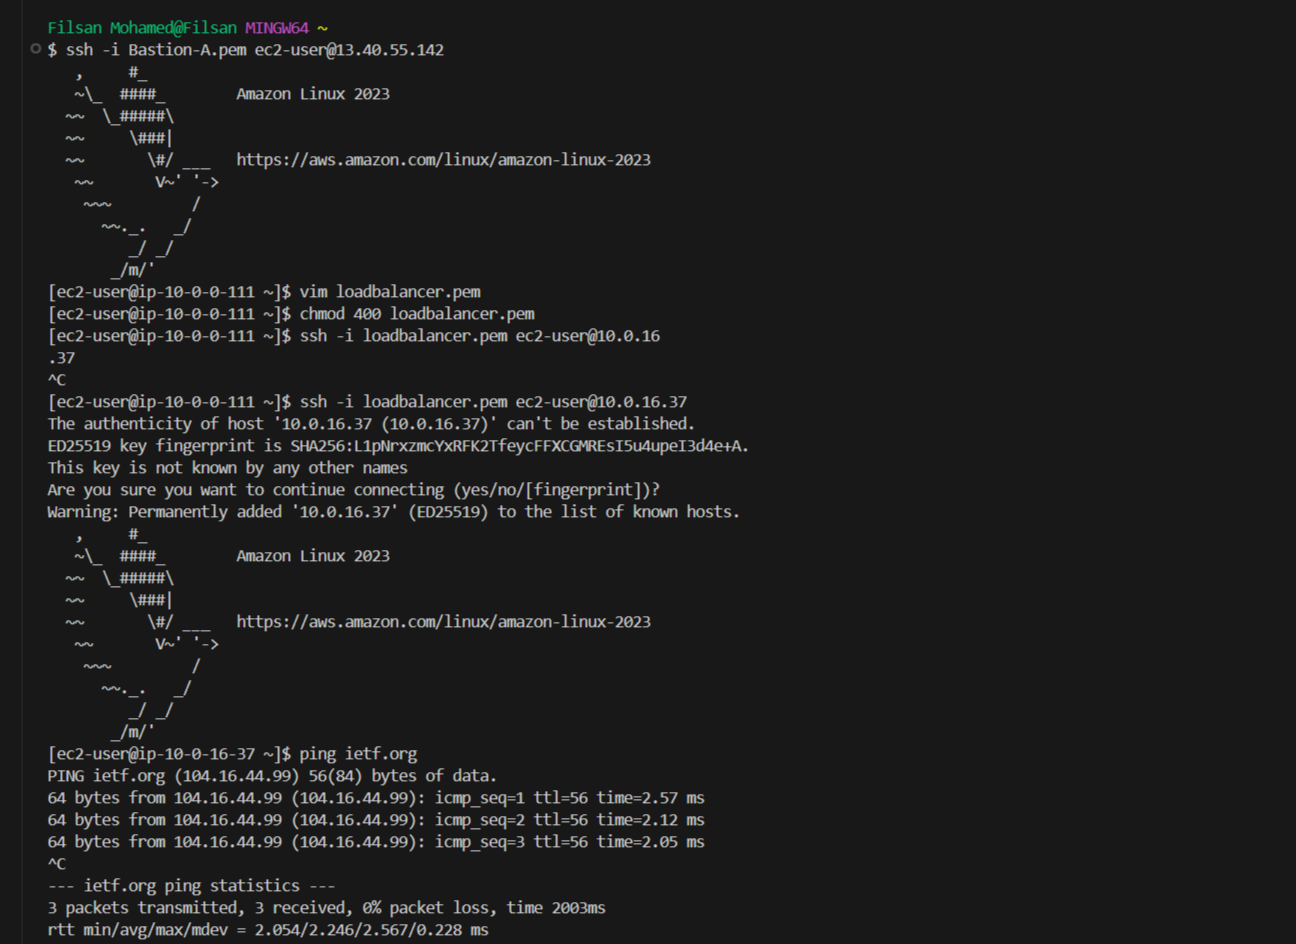 Filsan Mohamed@Filsan MINGW64 ~
$ ssh -i Bastion-A.pem ec2-user@13.40.55.142
   ,     #_
   ~\_  ####_        Amazon Linux 2023
  ~~  \_#####\
  ~~     \###|
  ~~       \#/ ___   https://aws.amazon.com/linux/amazon-linux-2023
   ~~       V~' '->
    ~~~         /
      ~~._.   _/
         _/ _/
       _/m/'
[ec2-user@ip-10-0-0-111 ~]$ vim loadbalancer.pem
[ec2-user@ip-10-0-0-111 ~]$ chmod 400 loadbalancer.pem
[ec2-user@ip-10-0-0-111 ~]$ ssh -i loadbalancer.pem ec2-user@10.0.16
.37
^C
[ec2-user@ip-10-0-0-111 ~]$ ssh -i loadbalancer.pem ec2-user@10.0.16.37
The authenticity of host '10.0.16.37 (10.0.16.37)' can't be established.
ED25519 key fingerprint is SHA256:L1pNrxzmcYxRFK2TfeycFFXCGMREsI5u4upeI3d4e+A.
This key is not known by any other names
Are you sure you want to continue connecting (yes/no/[fingerprint])?
Warning: Permanently added '10.0.16.37' (ED25519) to the list of known hosts.
   ,     #_
   ~\_  ####_        Amazon Linux 2023
  ~~  \_#####\
  ~~     \###|
  ~~       \#/ ___   https://aws.amazon.com/linux/amazon-linux-2023
   ~~       V~' '->
    ~~~         /
      ~~._.   _/
         _/ _/
       _/m/'
[ec2-user@ip-10-0-16-37 ~]$ ping ietf.org
PING ietf.org (104.16.44.99) 56(84) bytes of data.
64 bytes from 104.16.44.99 (104.16.44.99): icmp_seq=1 ttl=56 time=2.57 ms
64 bytes from 104.16.44.99 (104.16.44.99): icmp_seq=2 ttl=56 time=2.12 ms
64 bytes from 104.16.44.99 (104.16.44.99): icmp_seq=3 ttl=56 time=2.05 ms
^C
--- ietf.org ping statistics ---
3 packets transmitted, 3 received, 0% packet loss, time 2003ms
rtt min/avg/max/mdev = 2.054/2.246/2.567/0.228 ms